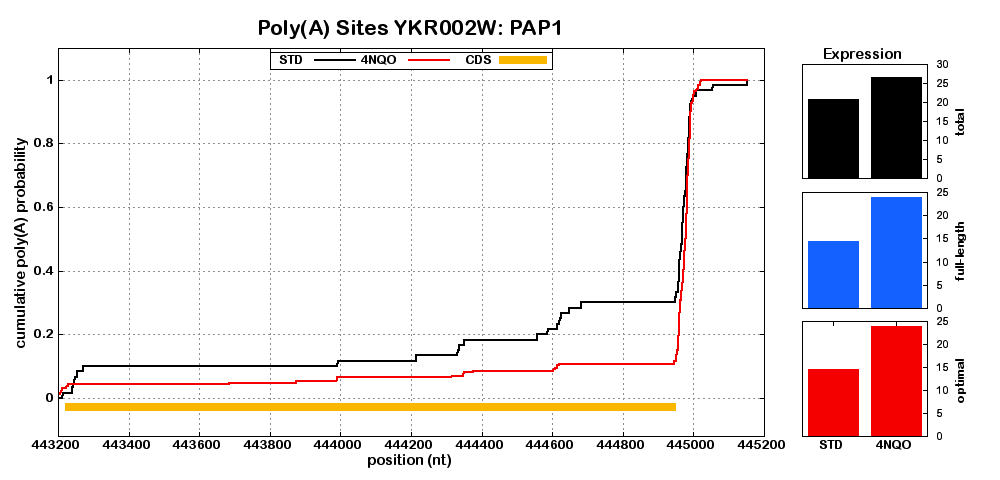 Poly(A) Sites YKR002W: PAP1
STD 4NQO CDS
cumulative poly(A) probability
1
0.8
0.6
0.4
0.2
0
443200 443400 443600 443800 444000 444200 444400 444600 444800 445000 445200
position (nt)
Expression
30
25
20
15
10
5
0
total
25
20
15
10
5
0
full-length
25
20
15
10
5
0
optimal
STD 4NQO